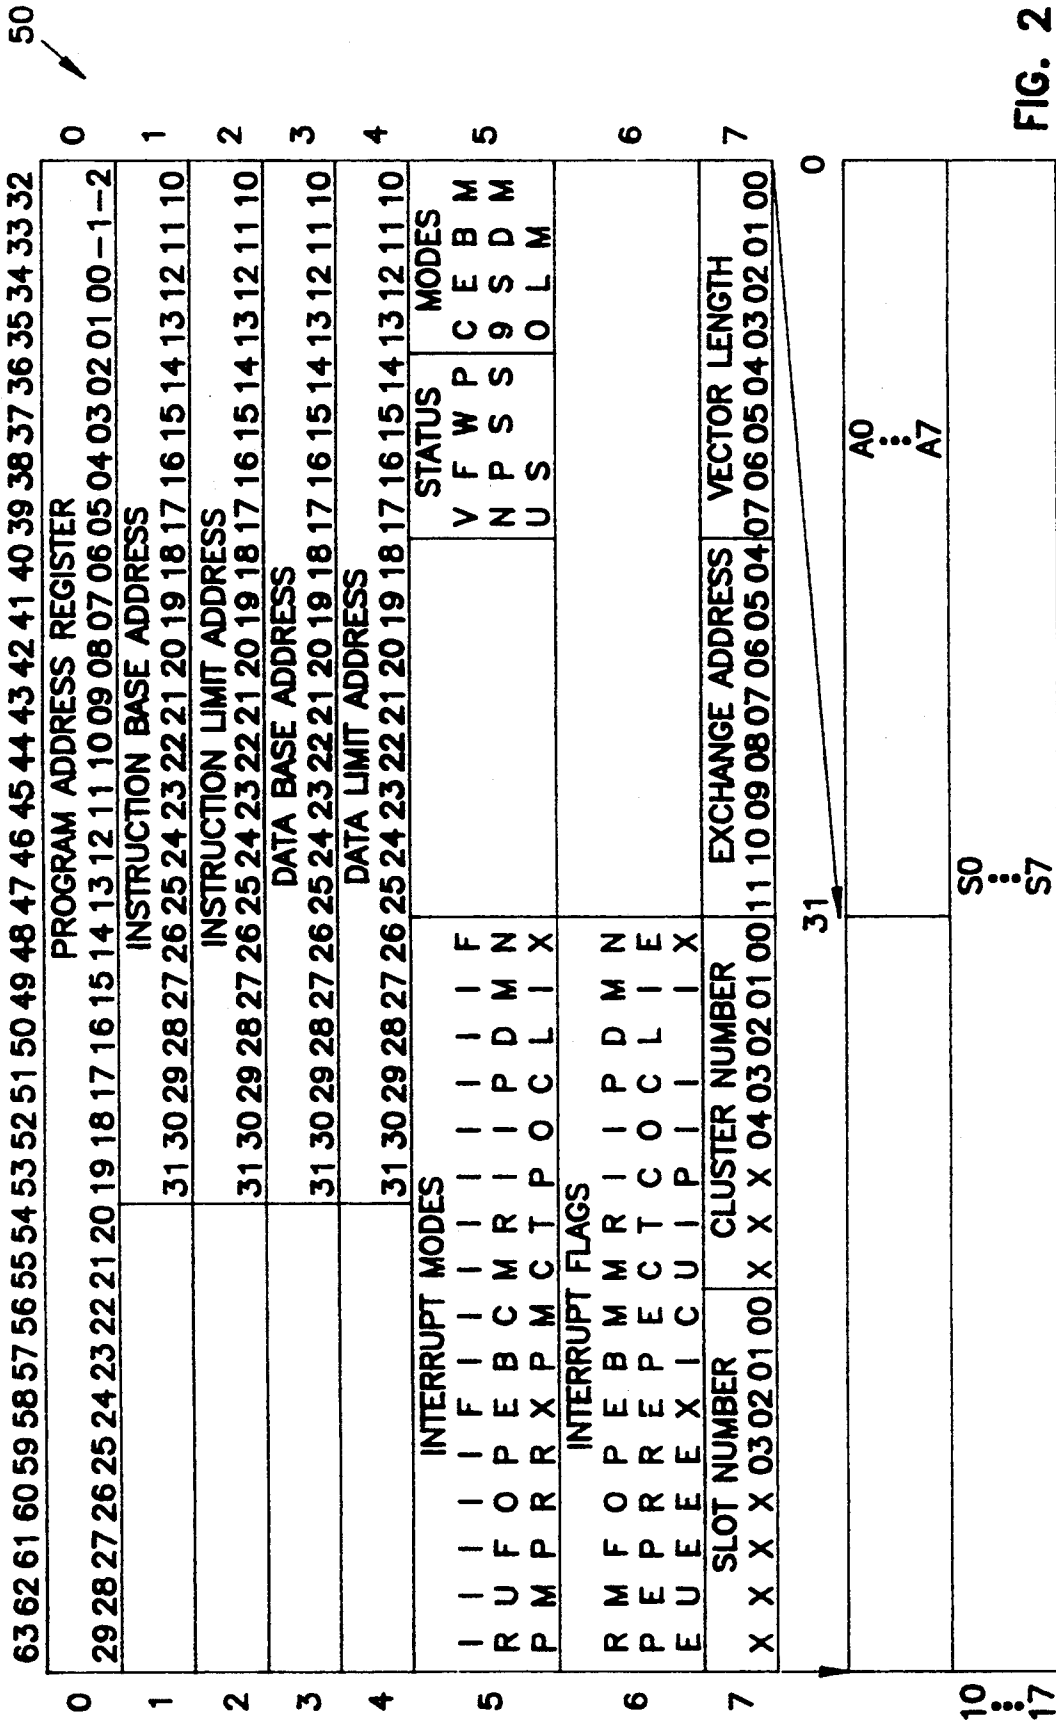 50
63 62 61 60 59 58 57 56 55 54 53 52 51 50 49 48 47 46 45 44 43 42 41 40 39 38 37 36 35 34 33 32
PROGRAM ADDRESS REGISTER
0 29 28 27 26 25 24 23 22 21 20 19 18 17 16 15 14 13 12 11 10 09 08 07 06 05 04 03 02 01 00 -1 -2 0
INSTRUCTION BASE ADDRESS
1 31 30 29 28 27 26 25 24 23 22 21 20 19 18 17 16 15 14 13 12 11 10 1
INSTRUCTION LIMIT ADDRESS
2 31 30 29 28 27 26 25 24 23 22 21 20 19 18 17 16 15 14 13 12 11 10 2
DATA BASE ADDRESS
3 31 30 29 28 27 26 25 24 23 22 21 20 19 18 17 16 15 14 13 12 11 10 3
DATA LIMIT ADDRESS
4 31 30 29 28 27 26 25 24 23 22 21 20 19 18 17 16 15 14 13 12 11 10 4
INTERRUPT MODES STATUS MODES
I I I I I F I I I I I I I I I F V F W P C E B M
5 R U F O P E B C M R I I P D M N N P S S 9 S D M 5
P M P R R X P M C T P O C L I X U S 0 L M
INTERRUPT FLAGS
R M F O P E B M M R I I P D M N
6 P E P R R E P E C T C O C L I E 6
E U E E E X I C U I P I I I I X
SLOT NUMBER CLUSTER NUMBER EXCHANGE ADDRESS VECTOR LENGTH
7 X X X X 03 02 01 00 X X X 04 03 02 01 00 11 10 09 08 07 06 05 04 07 06 05 04 03 02 01 00 7
31 0
A0
A7
10 S0
17 S7
FIG. 2